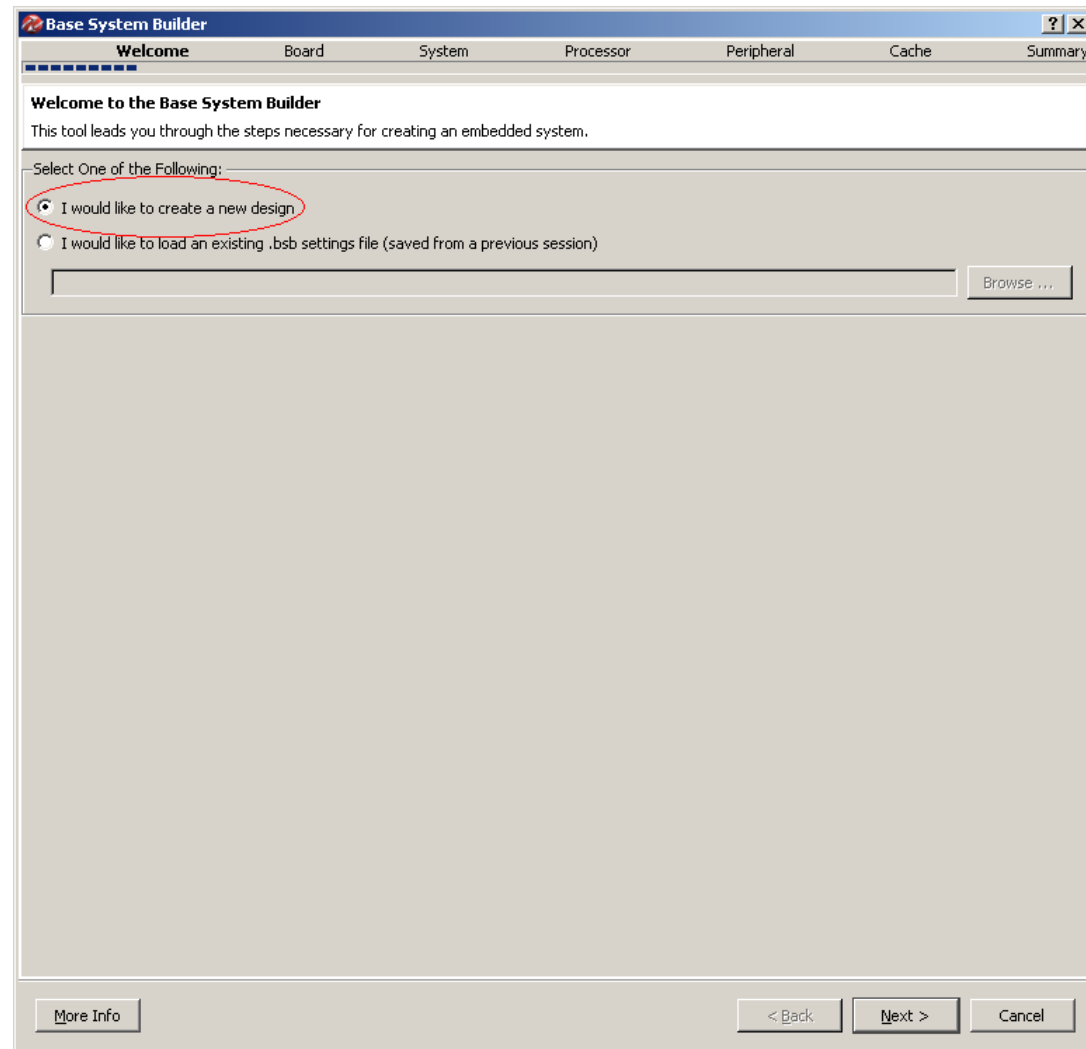 Base System Builder
? X
Welcome Board System Processor Peripheral Cache Summary
Welcome to the Base System Builder
This tool leads you through the steps necessary for creating an embedded system.
Select One of the Following:
I would like to create a new design
I would like to load an existing .bsb settings file (saved from a previous session)
Browse ...
More Info < Back Next > Cancel